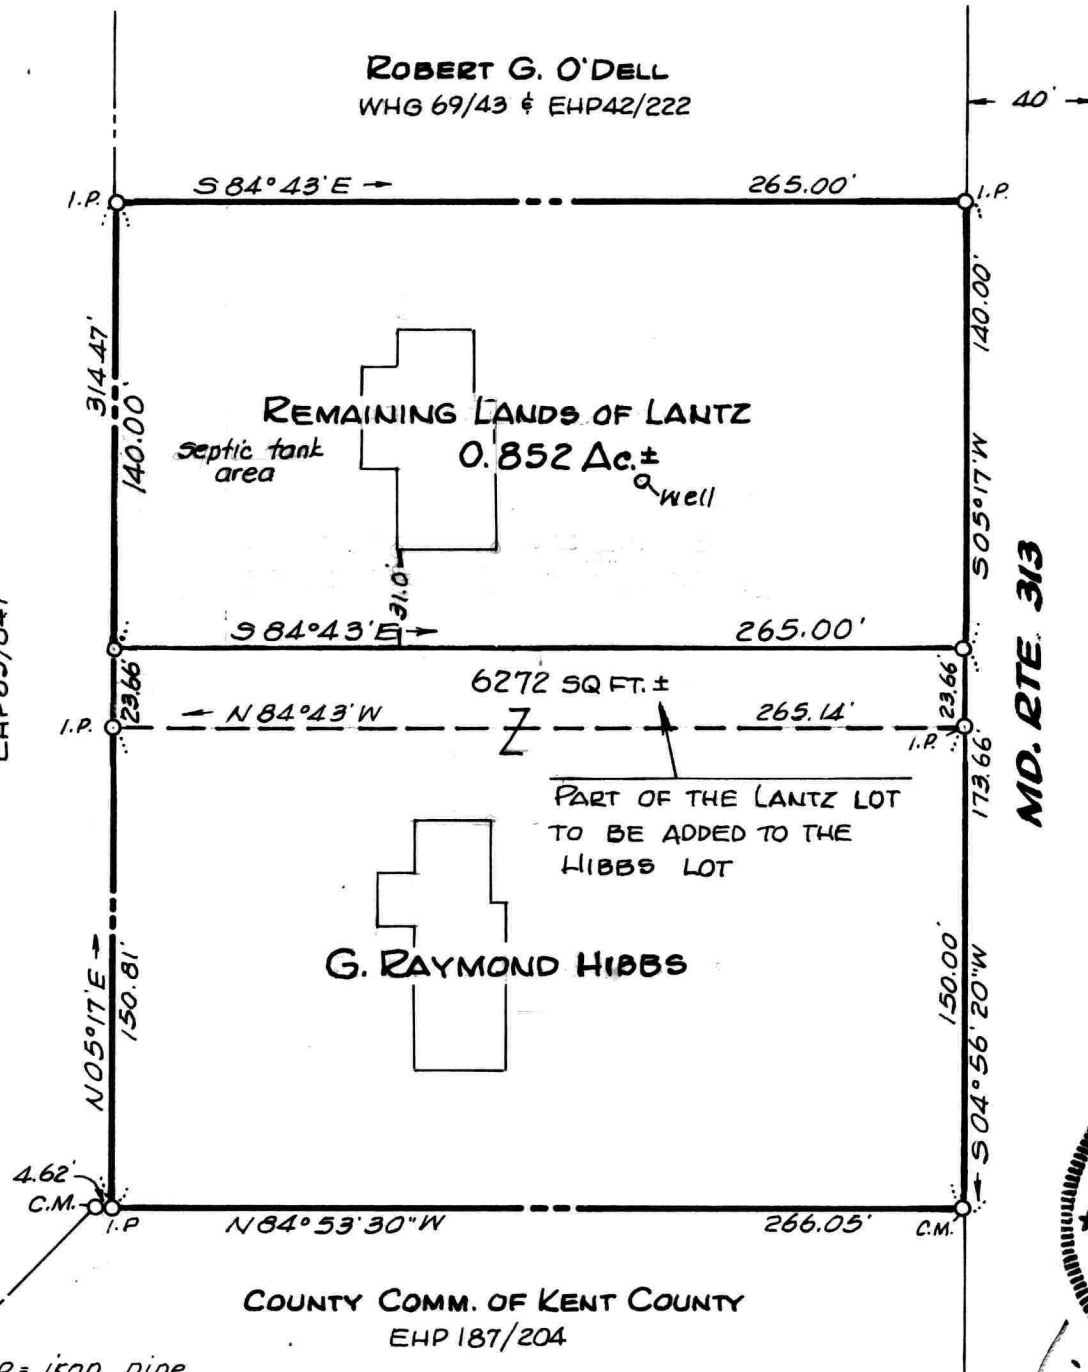 ROBERT G. O'DELL
WHG 69/43 & EHP42/222
40'
I.P.
S 84°43'E
265.00'
I.P.
314.47'
140.00'
140.00'
S05°17'W
REMAINING LANDS OF LANTZ
0.852 Ac.±
septic tank
area
well
31.0'
S 84°43'E
265.00'
23.66'
6272 SQ FT.±
23.66'
I.P.
N84°43'W
265.14'
I.P.
Z
PART OF THE LANTZ LOT
TO BE ADDED TO THE
HIBBS LOT
173.66'
MD. RTE. 313
G. RAYMOND HIBBS
N05°17'E
150.81'
150.00'
S04°56'20"W
4.62'
C.M.
I.P
N84°53'30"W
266.05'
C.M.
COUNTY COMM. OF KENT COUNTY
EHP 187/204
= iron pipe